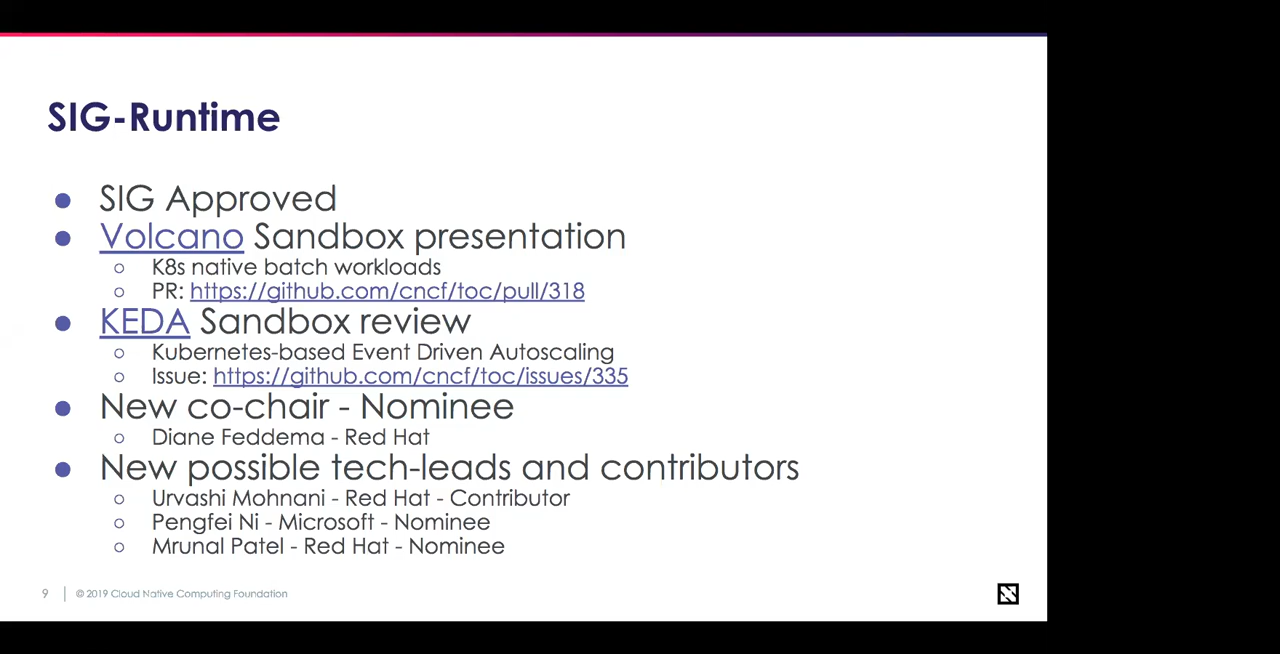 SIG-Runtime
● SIG Approved
● Volcano Sandbox presentation
○ K8s native batch workloads
○ PR: https://github.com/cncf/toc/pull/318
● KEDA Sandbox review
○ Kubernetes-based Event Driven Autoscaling
○ Issue: https://github.com/cncf/toc/issues/335
● New co-chair - Nominee
○ Diane Feddema - Red Hat
● New possible tech-leads and contributors
○ Urvashi Mohnani - Red Hat - Contributor
○ Pengfei Ni - Microsoft - Nominee
○ Mrunal Patel - Red Hat - Nominee
9 | © 2019 Cloud Native Computing Foundation